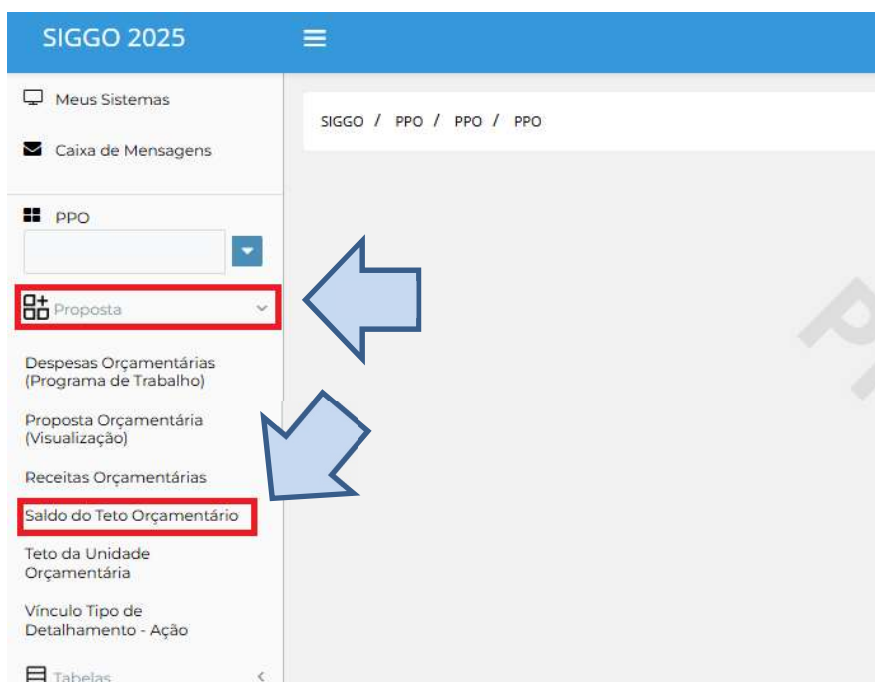 SIGGO 2025
Meus Sistemas
SIGGO / PPO / PPO / PPO
Caixa de Mensagens
PPO
Proposta
Despesas Orçamentárias
(Programa de Trabalho)
Proposta Orçamentária
(Visualização)
Receitas Orçamentárias
Saldo do Teto Orçamentário
Teto da Unidade
Orçamentária
Vínculo Tipo de
Detalhamento - Ação
Tabelas